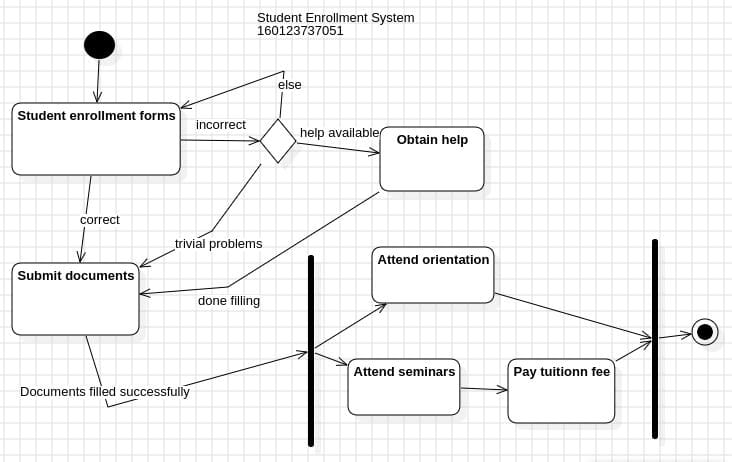 Student Enrollment System
160123737051
else
Student enrollment forms
incorrect
help available
Obtain help
correct
trivial problems
Submit documents
done filling
Attend orientation
Attend seminars
Pay tuitionn fee
Documents filled successfully